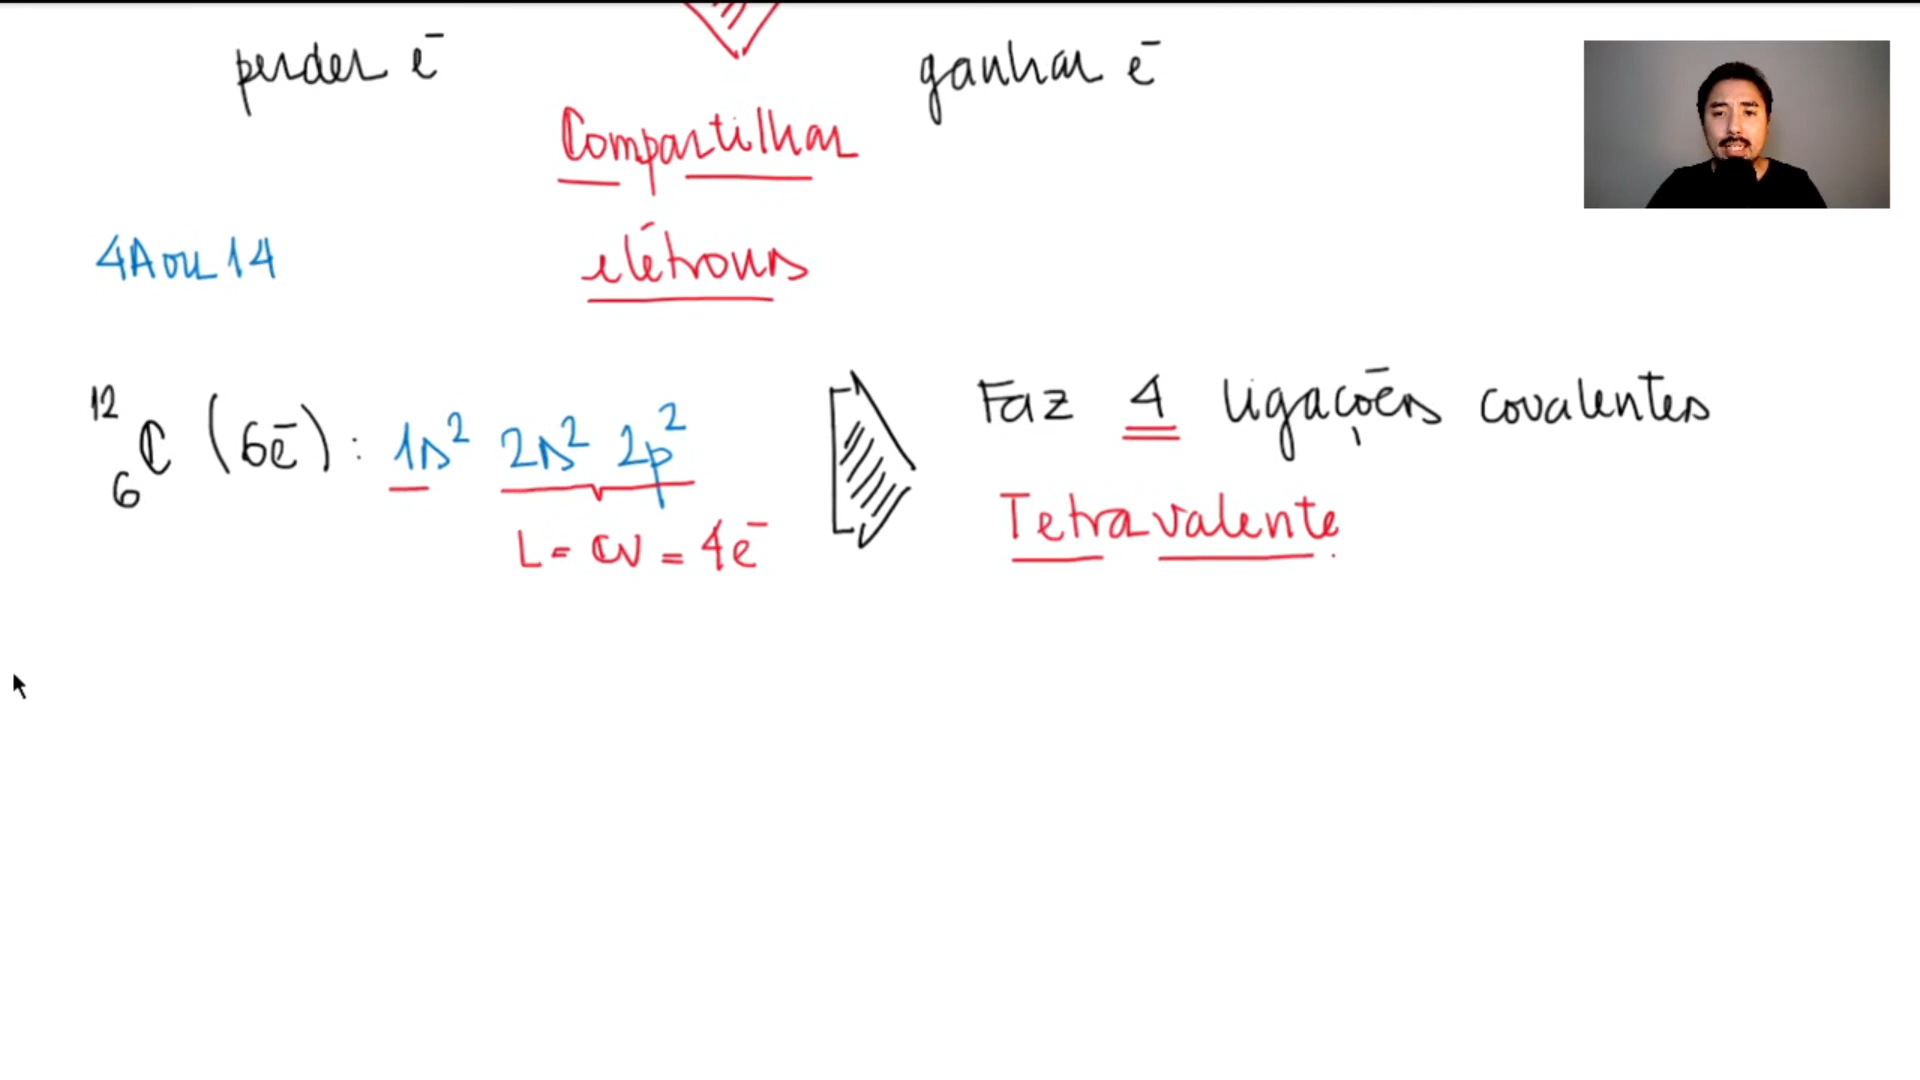 perder e⁻
ganhar e⁻
Compartilhar
elétrons
4A ou 14
¹²₆C (6e⁻): 1s² 2s² 2p²
L = CV = 4e⁻
Faz 4 ligações covalentes
Tetravalente